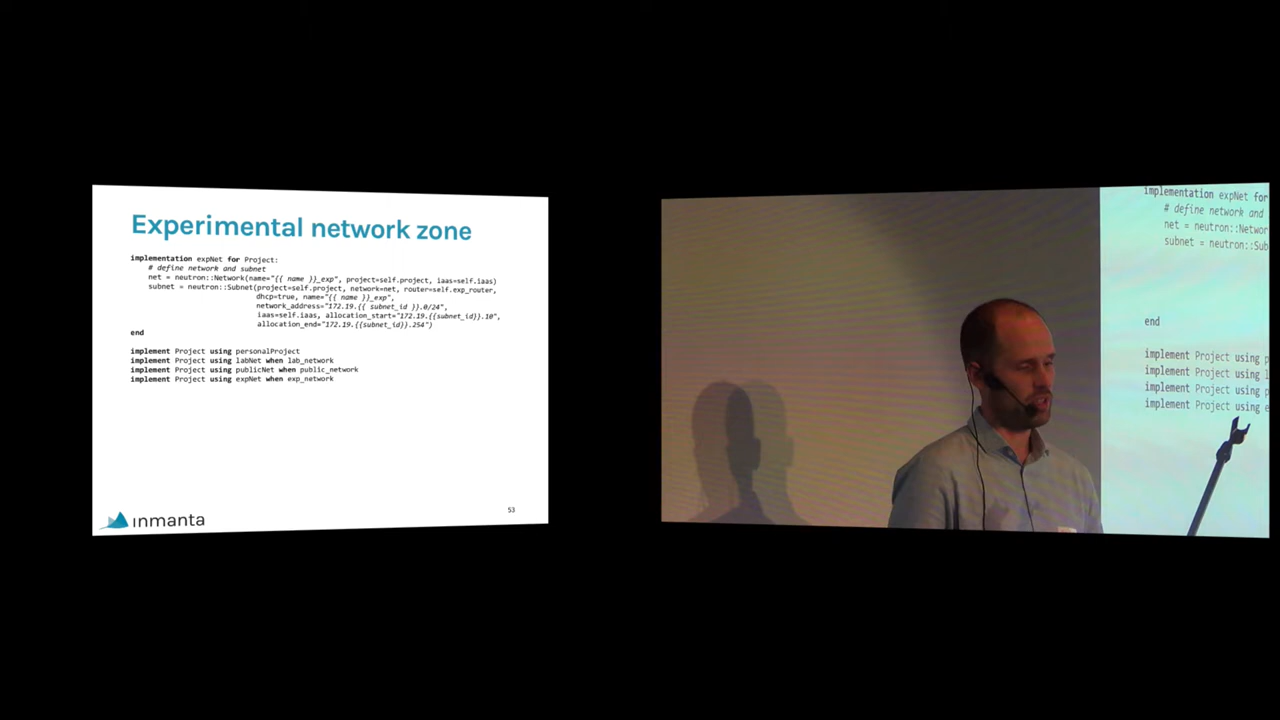 Experimental network zone
implementation expNet for Project:
# define network and subnet
net = neutron::Network(name="{{ name }}_exp", project=self.project, iaas=self.iaas)
subnet = neutron::Subnet(project=self.project, network=net, router=self.exp_router,
dhcp=true, name="{{ name }}_exp",
network_address="172.19.{{ subnet_id }}.0/24",
iaas=self.iaas, allocation_start="172.19.{{subnet_id}}.10",
allocation_end="172.19.{{subnet_id}}.254")
end
implement Project using personalProject
implement Project using labNet when lab_network
implement Project using publicNet when public_network
implement Project using expNet when exp_network
inmanta
53
implementation expNet for
# define network and
net = neutron::Networ
subnet = neutron::Sub
end
implement Project using p
implement Project using l
implement Project using p
implement Project using e